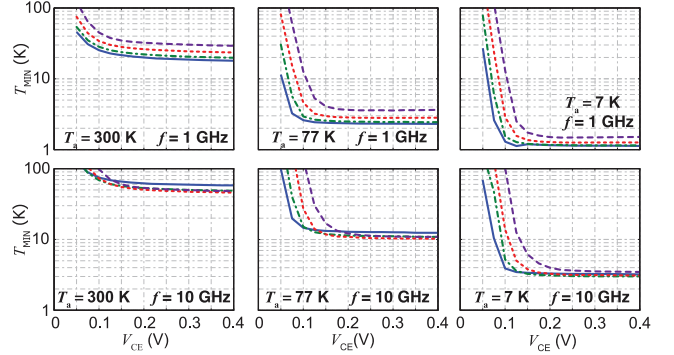 100
10
1
T_MIN (K)
T_a = 300 K f = 1 GHz
T_a = 77 K f = 1 GHz
T_a = 7 K
f = 1 GHz
100
10
1
T_MIN (K)
T_a = 300 K f = 10 GHz
T_a = 77 K f = 10 GHz
T_a = 7 K f = 10 GHz
0 0.1 0.2 0.3 0.4
0 0.1 0.2 0.3 0.4
0 0.1 0.2 0.3 0.4
V_CE (V)
V_CE (V)
V_CE (V)